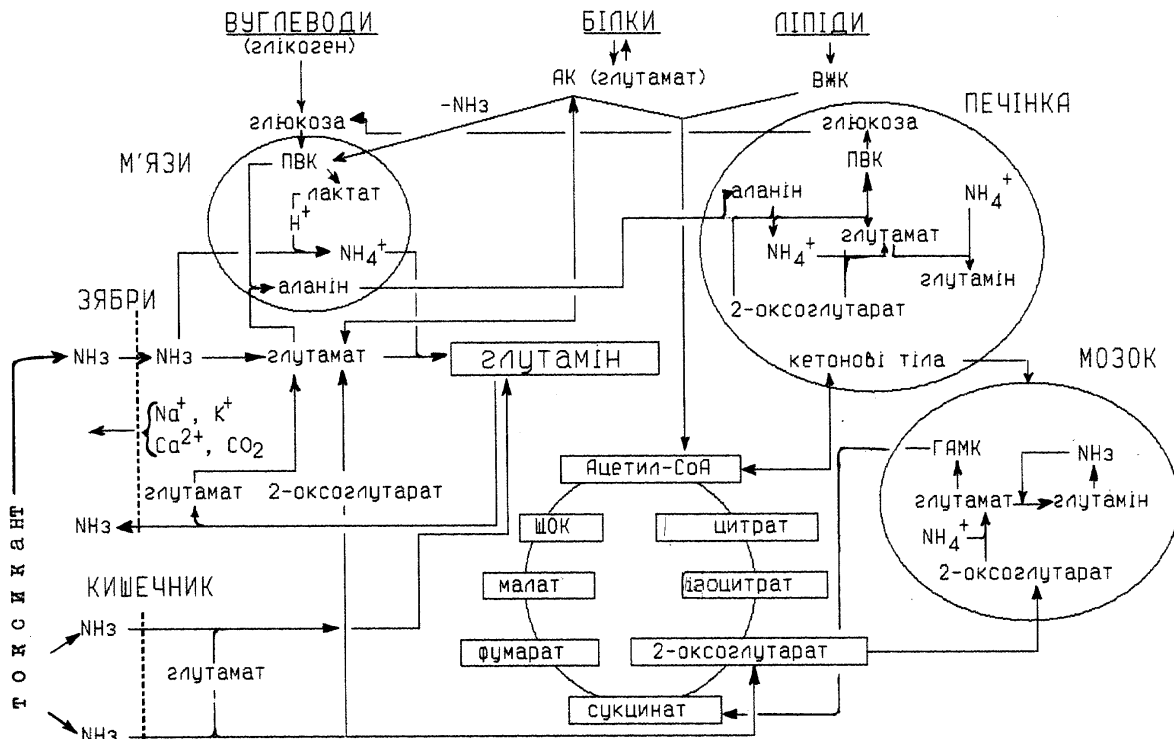 ВУГЛЕВОДИ
(глікоген)
БІЛКИ
ЛІПІДИ
АК (глутамат)
ВЖК
-NH₃
ПЕЧІНКА
глюкоза
глюкоза
М'ЯЗИ
ПВК
ПВК
лактат
аланін
NH₄⁺
H⁺
глутамат
NH₄⁺
NH₄⁺
глутамін
аланін
ЗЯБРИ
2-оксоглутарат
NH₃
NH₃
глутамат
глутамін
кетонові тіла
МОЗОК
Na⁺, K⁺
Ca²⁺, CO₂
Ацетил-СоА
ГАМК
NH₃
глутамат
2-оксоглутарат
глутамат
глутамін
NH₃
ЩОК
цитрат
NH₄⁺
2-оксоглутарат
КИШЕЧНИК
малат
ізоцитрат
NH₃
глутамат
фумарат
2-оксоглутарат
сукцинат
NH₃
ТОКСИКАНТ